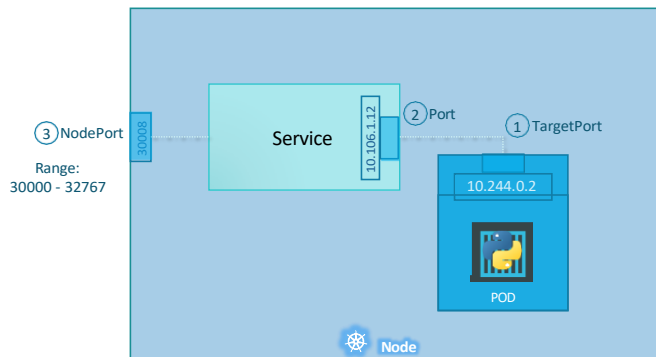 3 NodePort
Range:
30000 - 32767
30008
Service
10.106.1.12
2 Port
1 TargetPort
10.244.0.2
POD
Node